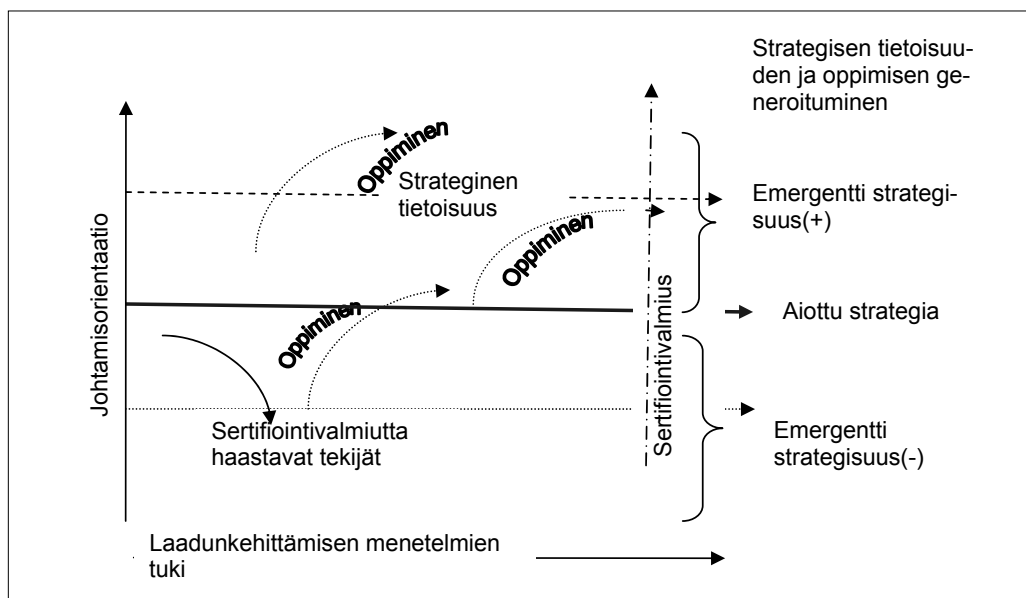 Strategisen tietoisuu-
den ja oppimisen ge-
neroituminen
Oppiminen
Strateginen
tietoisuus
Emergentti strategi-
suus(+)
Oppiminen
Johtamisorientaatio
Oppiminen
Sertifiointivalmius
Aiottu strategia
Sertifiointivalmiutta
haastavat tekijät
Emergentti
strategisuus(-)
Laadunkehittämisen menetelmien
tuki